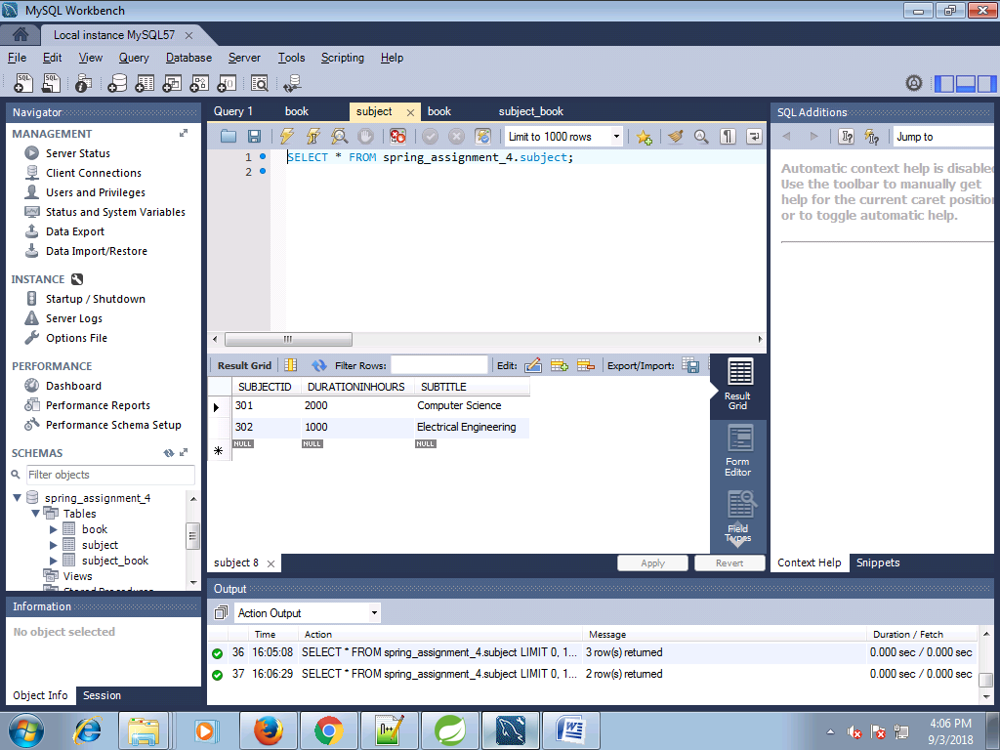 MySQL Workbench
Local instance MySQL57
File Edit View Query Database Server Tools Scripting Help
Navigator
MANAGEMENT
Server Status
Client Connections
Users and Privileges
Status and System Variables
Data Export
Data Import/Restore
INSTANCE
Startup / Shutdown
Server Logs
Options File
PERFORMANCE
Dashboard
Performance Reports
Performance Schema Setup
SCHEMAS
Filter objects
spring_assignment_4
Tables
book
subject
subject_book
Views
Stored Procedures
Information
No object selected
Object Info Session
Query 1 book subject book subject_book
Limit to 1000 rows
1 SELECT * FROM spring_assignment_4.subject;
2
Result Grid Filter Rows: Edit: Export/Import:
SUBJECTID DURATIONINHOURS SUBTITLE
301 2000 Computer Science
302 1000 Electrical Engineering
NULL NULL NULL
Result Grid
Form Editor
Field Types
subject 8 Apply Revert
SQL Additions
Jump to
Automatic context help is disabled
Use the toolbar to manually get
help for the current caret position
or to toggle automatic help.
Context Help Snippets
Output
Action Output
Time Action Message Duration / Fetch
36 16:05:08 SELECT * FROM spring_assignment_4.subject LIMIT 0, 1... 3 row(s) returned 0.000 sec / 0.000 sec
37 16:06:29 SELECT * FROM spring_assignment_4.subject LIMIT 0, 1... 2 row(s) returned 0.000 sec / 0.000 sec
4:06 PM
9/3/2018